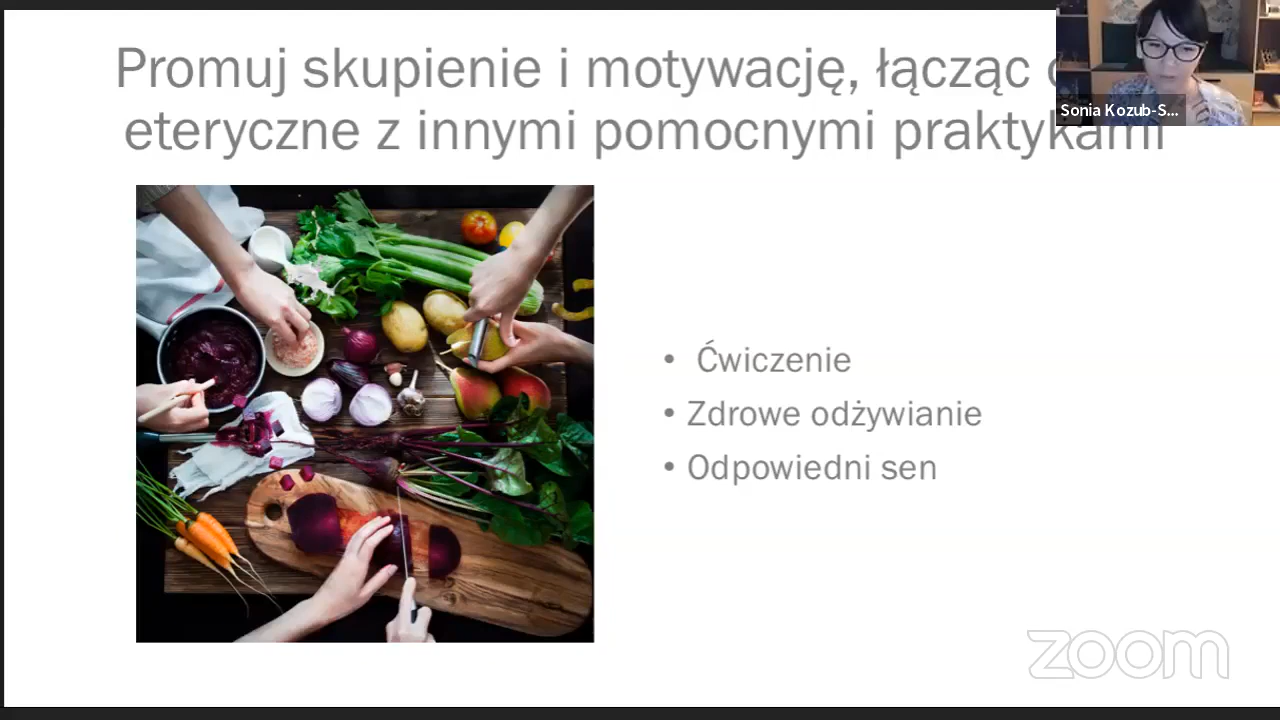 Promuj skupienie i motywację, łącząc
eteryczne z innymi pomocnymi praktykami
Sonia Kozub-S...
• Ćwiczenie
• Zdrowe odżywianie
• Odpowiedni sen
zoom